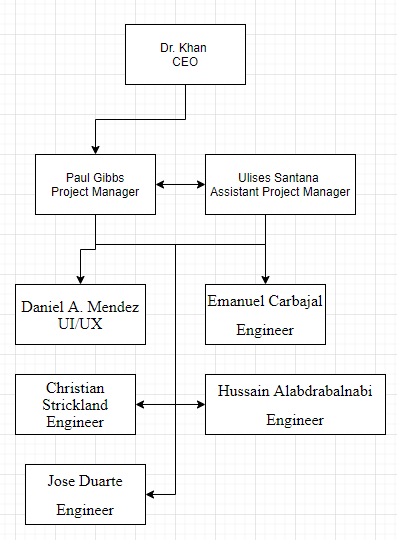 Dr. Khan
CEO
Paul Gibbs
Project Manager
Ulises Santana
Assistant Project Manager
Daniel A. Mendez
UI/UX
Emanuel Carbajal
Engineer
Christian
Strickland
Engineer
Hussain Alabdrabalnabi
Engineer
Jose Duarte
Engineer